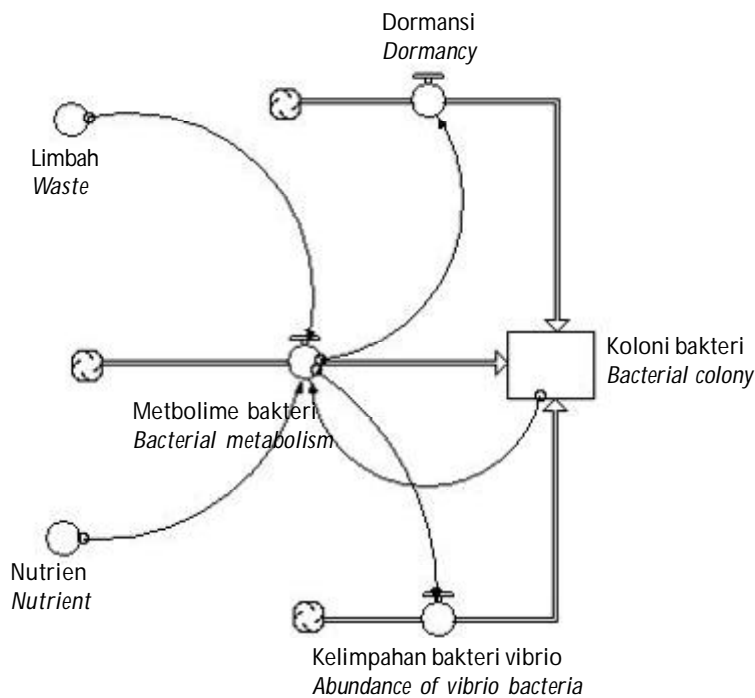 Dormansi
Dormancy
Limbah
Waste
Koloni bakteri
Bacterial colony
Metbolime bakteri
Bacterial metabolism
Nutrien
Nutrient
Kelimpahan bakteri vibrio
Abundance of vibrio bacteria